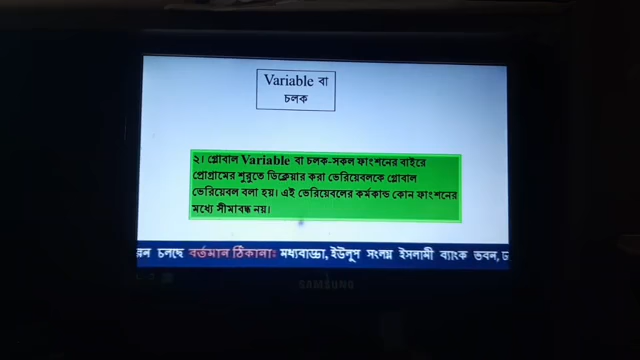 Variable বা
চলক
২। গ্লোবাল Variable বা চলক-সকল ফাংশনের বাইরে
প্রোগ্রামের শুরুতে ডিক্লেয়ার করা ভেরিয়েবলকে গ্লোবাল
ভেরিয়েবল বলা হয়। এই ভেরিয়েবলের কর্মকান্ড কোন ফাংশনের
মধ্যে সীমাবদ্ধ নয়।
চলছে বর্তমান ঠিকানাঃ মধ্যবাড্ডা, ইউলুপ সংলগ্ন ইসলামী ব্যাংক ভবন,
SAMSUNG